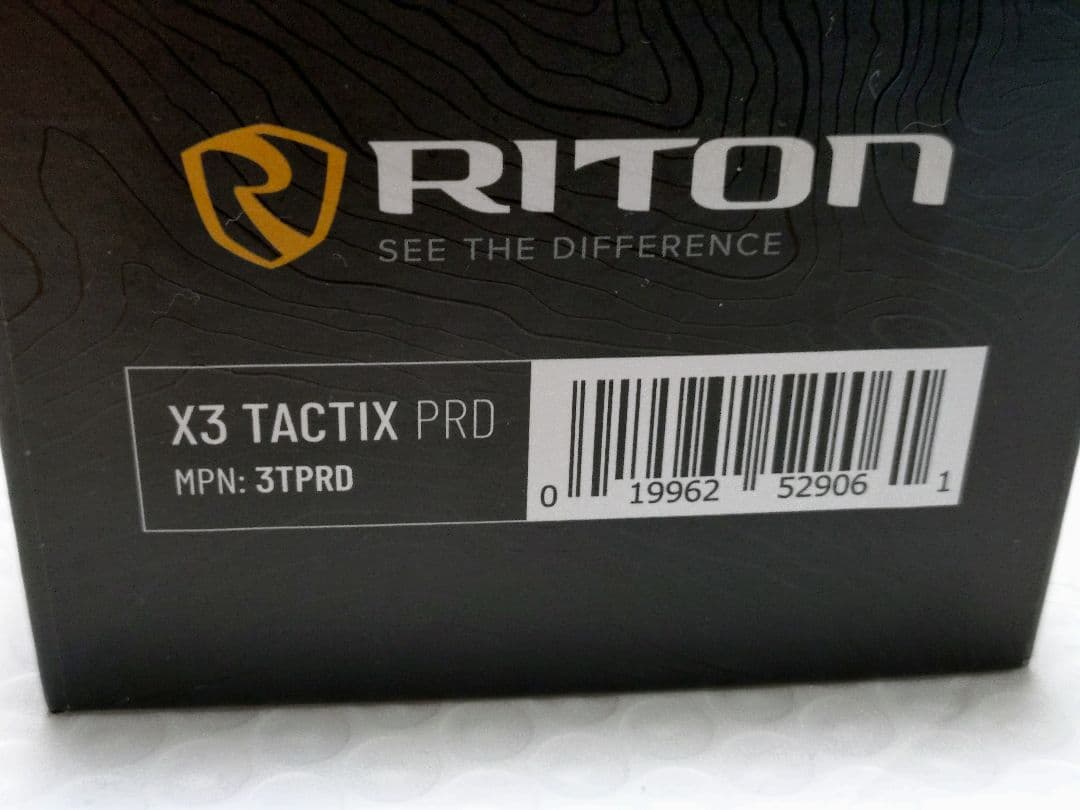 RITON
SEE THE DIFFERENCE
X3 TACTIX PRD
MPN: 3TPRD
0 19962 52906 1